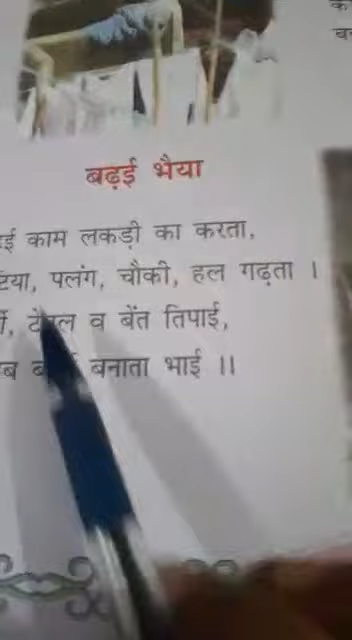 बढ़ई भैया
काम लकड़ी का करता,
पलंग, चौकी, हल गढ़ता ।
व बेंत तिपाई,
बनाता भाई ।।